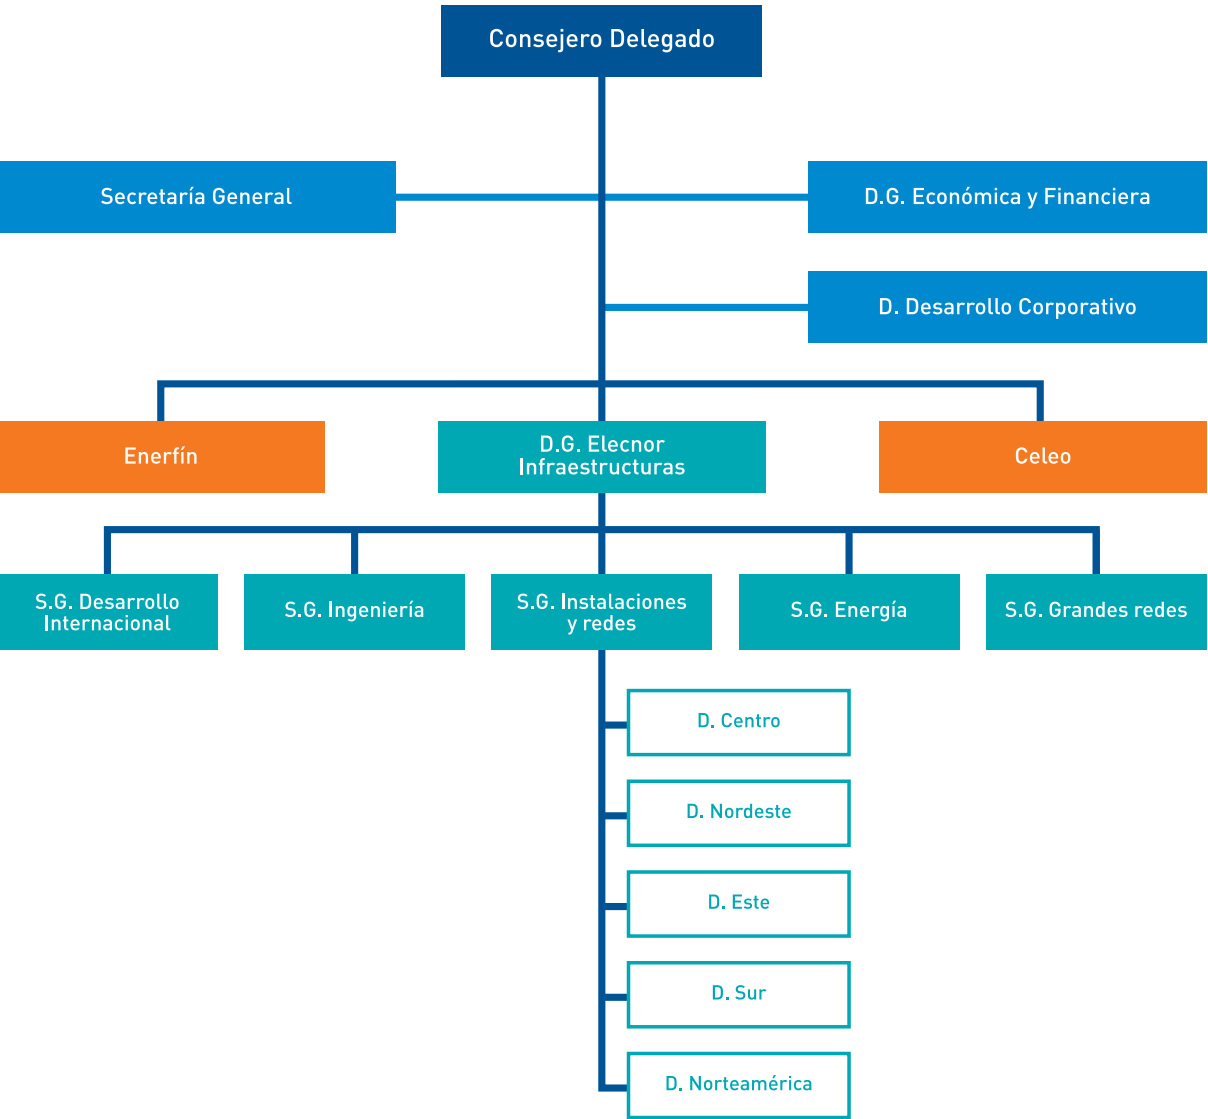 Consejero Delegado
Secretaría General
D.G. Económica y Financiera
D. Desarrollo Corporativo
Enerfín
D.G. Elecnor
Infraestructuras
Celeo
S.G. Desarrollo
Internacional
S.G. Ingeniería
S.G. Instalaciones
y redes
S.G. Energía
S.G. Grandes redes
D. Centro
D. Nordeste
D. Este
D. Sur
D. Norteamérica